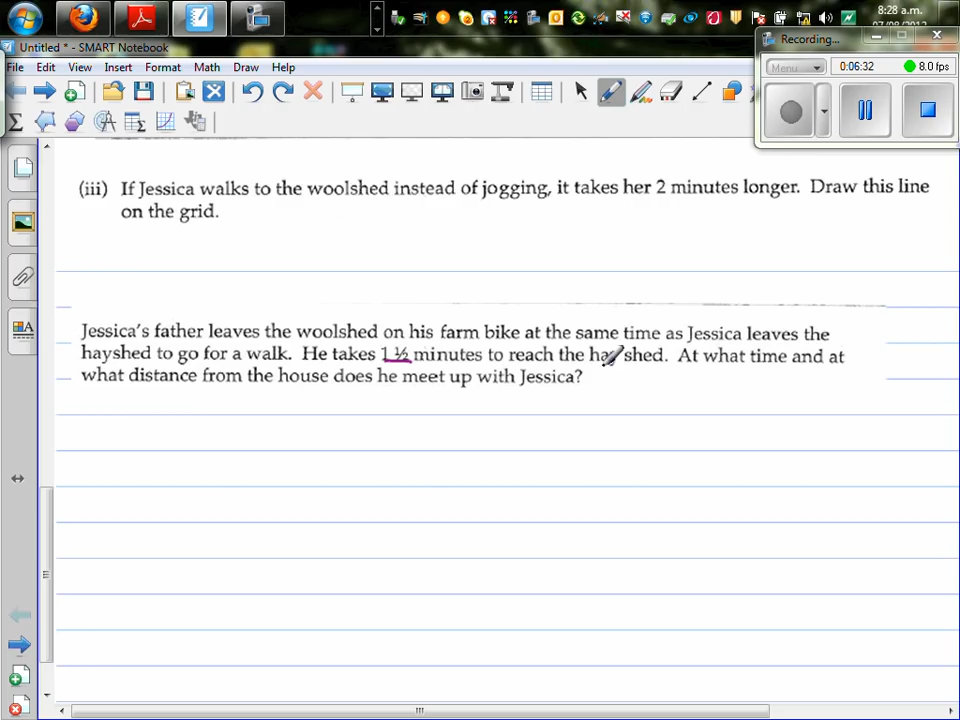 8:28 a.m.
Untitled * - SMART Notebook
Recording...
File Edit View Insert Format Math Draw Help
Menu 0:06:32 8.0 fps
(iii) If Jessica walks to the woolshed instead of jogging, it takes her 2 minutes longer. Draw this line
on the grid.
Jessica's father leaves the woolshed on his farm bike at the same time as Jessica leaves the
hayshed to go for a walk. He takes 1 ½ minutes to reach the hayshed. At what time and at
what distance from the house does he meet up with Jessica?